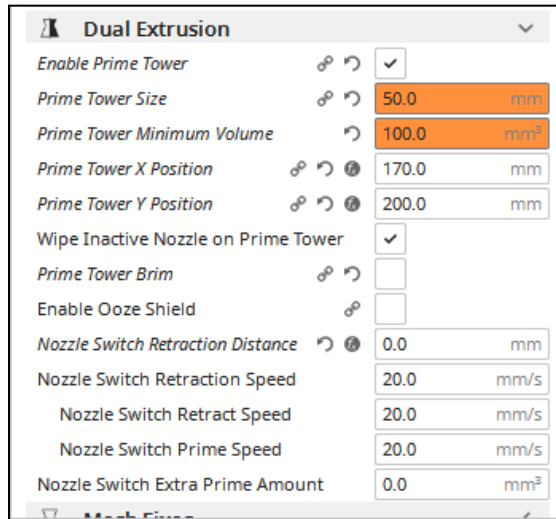 Dual Extrusion
Enable Prime Tower
Prime Tower Size 50.0 mm
Prime Tower Minimum Volume 100.0 mm³
Prime Tower X Position 170.0 mm
Prime Tower Y Position 200.0 mm
Wipe Inactive Nozzle on Prime Tower
Prime Tower Brim
Enable Ooze Shield
Nozzle Switch Retraction Distance 0.0 mm
Nozzle Switch Retraction Speed 20.0 mm/s
Nozzle Switch Retract Speed 20.0 mm/s
Nozzle Switch Prime Speed 20.0 mm/s
Nozzle Switch Extra Prime Amount 0.0 mm³